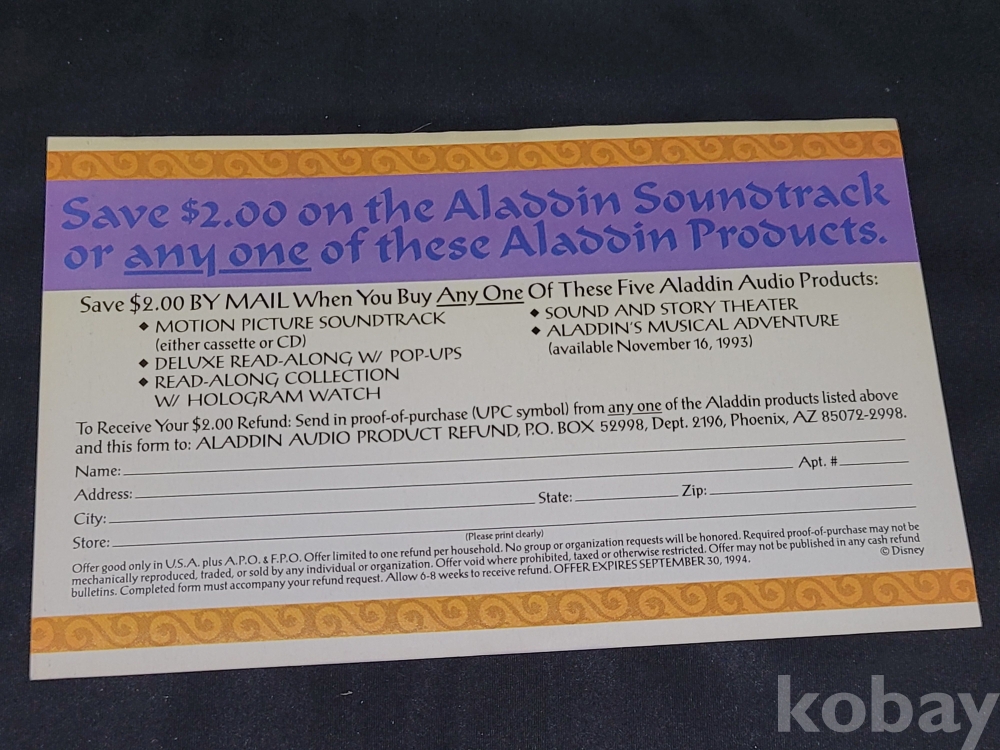 Save $2.00 on the Aladdin Soundtrack
or any one of these Aladdin Products.
Save $2.00 BY MAIL When You Buy Any One Of These Five Aladdin Audio Products:
◆ MOTION PICTURE SOUNDTRACK
(either cassette or CD)
◆ DELUXE READ-ALONG W/ POP-UPS
◆ READ-ALONG COLLECTION
W/ HOLOGRAM WATCH
◆ SOUND AND STORY THEATER
◆ ALADDIN'S MUSICAL ADVENTURE
(available November 16, 1993)
To Receive Your $2.00 Refund: Send in proof-of-purchase (UPC symbol) from any one of the Aladdin products listed above
and this form to: ALADDIN AUDIO PRODUCT REFUND, P.O. BOX 52998, Dept. 2196, Phoenix, AZ 85072-2998.
Name:
Address: Apt. #
City: State: Zip:
Store:
(Please print clearly)
Offer good only in U.S.A. plus A.P.O. & F.P.O. Offer limited to one refund per household. No group or organization requests will be honored. Required proof-of-purchase may not be
mechanically reproduced, traded, or sold by any individual or organization. Offer void where prohibited, taxed or otherwise restricted. Offer may not be published in any cash refund
bulletins. Completed form must accompany your refund request. Allow 6-8 weeks to receive refund. OFFER EXPIRES SEPTEMBER 30, 1994. © Disney
kobay